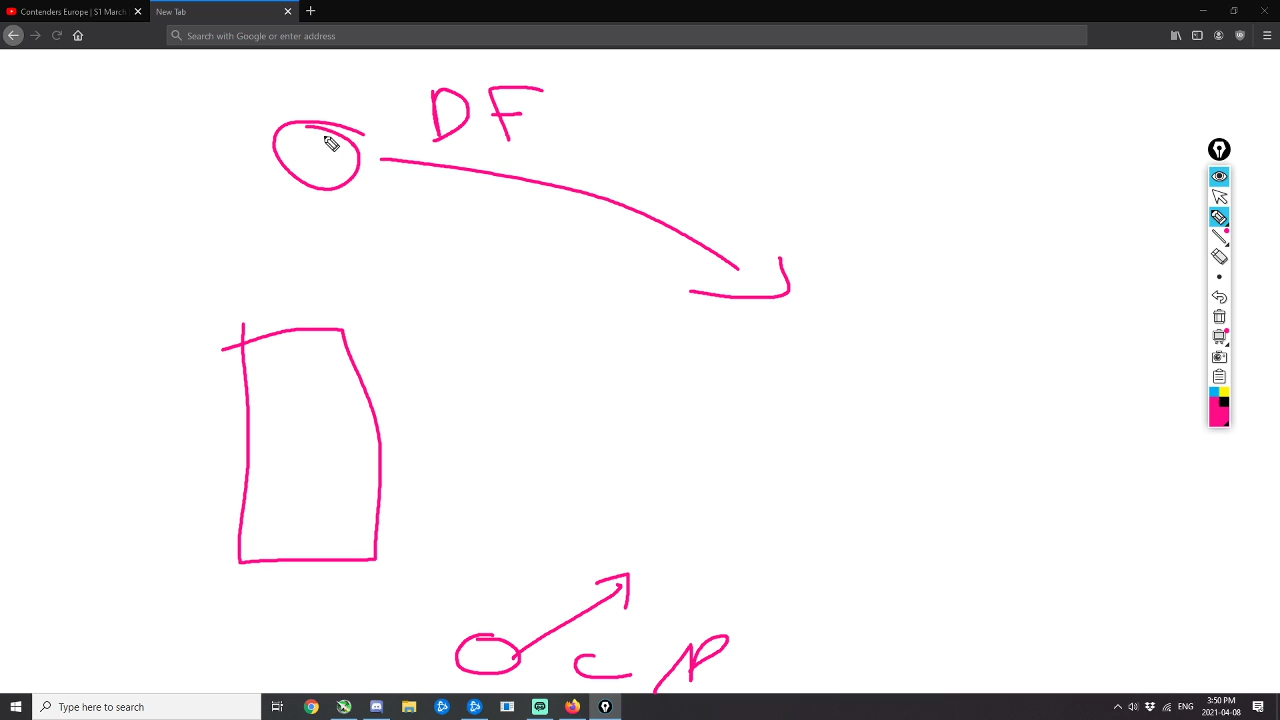 Contenders Europe | S1 March
New Tab
Search with Google or enter address
DF
C P
Type here to search
ENG
3:50 PM
2021-04-08